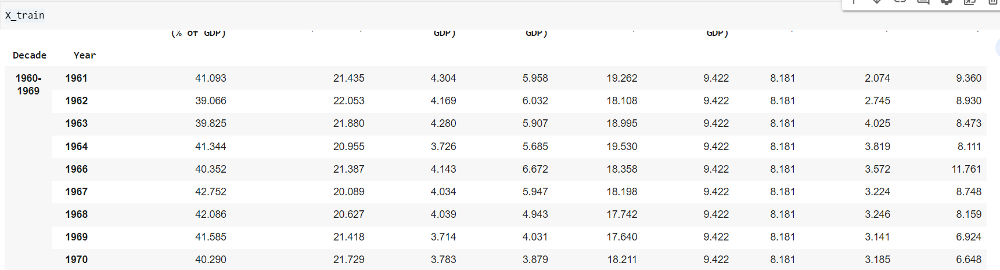 X_train
(% of GDP) GDP) GDP) GDP)
Decade Year
1960-1969 1961 41.093 21.435 4.304 5.958 19.262 9.422 8.181 2.074 9.360
1962 39.066 22.053 4.169 6.032 18.108 9.422 8.181 2.745 8.930
1963 39.825 21.880 4.280 5.907 18.995 9.422 8.181 4.025 8.473
1964 41.344 20.955 3.726 5.685 19.530 9.422 8.181 3.819 8.111
1966 40.352 21.387 4.143 6.672 18.358 9.422 8.181 3.572 11.761
1967 42.752 20.089 4.034 5.947 18.198 9.422 8.181 3.224 8.748
1968 42.086 20.627 4.039 4.943 17.742 9.422 8.181 3.246 8.159
1969 41.585 21.418 3.714 4.031 17.640 9.422 8.181 3.141 6.924
1970 40.290 21.729 3.783 3.879 18.211 9.422 8.181 3.185 6.648